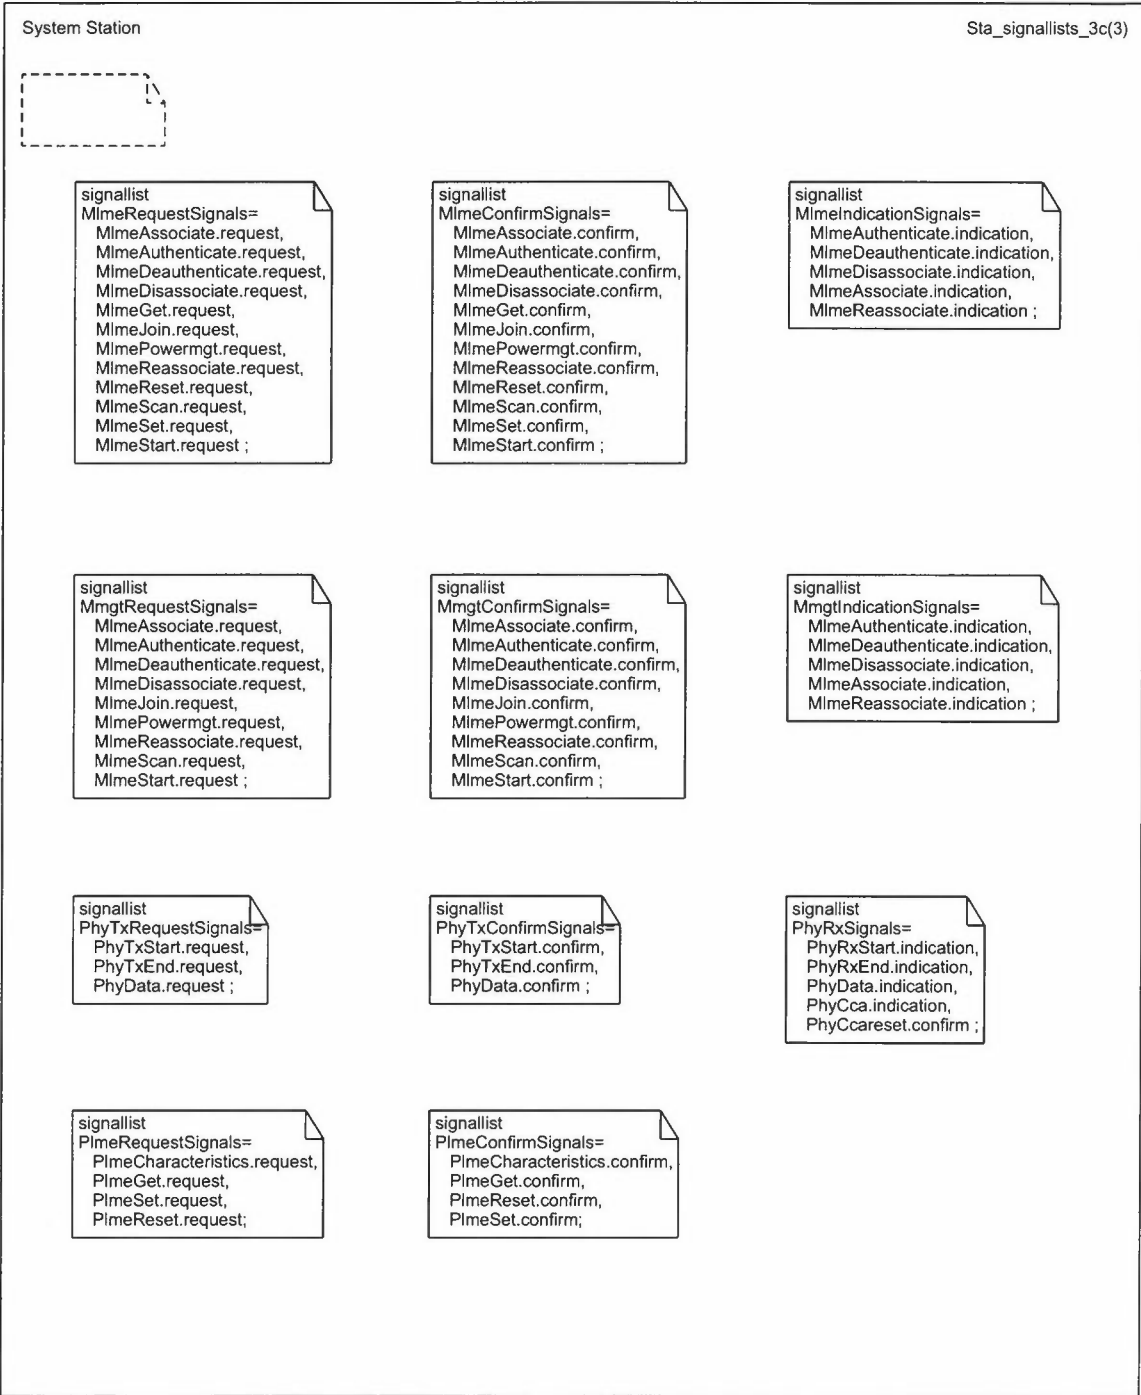 System Station
Sta_signallists_3c(3)
signallist
MlmeRequestSignals=
MlmeAssociate.request,
MlmeAuthenticate.request,
MlmeDeauthenticate.request,
MlmeDisassociate.request,
MlmeGet.request,
MlmeJoin.request,
MlmePowermgt.request,
MlmeReassociate.request,
MlmeReset.request,
MlmeScan.request,
MlmeSet.request,
MlmeStart.request ;
signallist
MlmeConfirmSignals=
MlmeAssociate.confirm,
MlmeAuthenticate.confirm,
MlmeDeauthenticate.confirm,
MlmeDisassociate.confirm,
MlmeGet.confirm,
MlmeJoin.confirm,
MlmePowermgt.confirm,
MlmeReassociate.confirm,
MlmeReset.confirm,
MlmeScan.confirm,
MlmeSet.confirm,
MlmeStart.confirm ;
signallist
MlmeIndicationSignals=
MlmeAuthenticate.indication,
MlmeDeauthenticate.indication,
MlmeDisassociate.indication,
MlmeAssociate.indication,
MlmeReassociate.indication ;
signallist
MmgtRequestSignals=
MlmeAssociate.request,
MlmeAuthenticate.request,
MlmeDeauthenticate.request,
MlmeDisassociate.request,
MlmeJoin.request,
MlmePowermgt.request,
MlmeReassociate.request,
MlmeScan.request,
MlmeStart.request ;
signallist
MmgtConfirmSignals=
MlmeAssociate.confirm,
MlmeAuthenticate.confirm,
MlmeDeauthenticate.confirm,
MlmeDisassociate.confirm,
MlmeJoin.confirm,
MlmePowermgt.confirm,
MlmeReassociate.confirm,
MlmeScan.confirm,
MlmeStart.confirm ;
signallist
MmgtIndicationSignals=
MlmeAuthenticate.indication,
MlmeDeauthenticate.indication,
MlmeDisassociate.indication,
MlmeAssociate.indication,
MlmeReassociate.indication ;
signallist
PhyTxRequestSignals=
PhyTxStart.request,
PhyTxEnd.request,
PhyData.request ;
signallist
PhyTxConfirmSignals=
PhyTxStart.confirm,
PhyTxEnd.confirm,
PhyData.confirm ;
signallist
PhyRxSignals=
PhyRxStart.indication,
PhyRxEnd.indication,
PhyData.indication,
PhyCca.indication,
PhyCcareset.confirm ;
signallist
PlmeRequestSignals=
PlmeCharacteristics.request,
PlmeGet.request,
PlmeSet.request,
PlmeReset.request;
signallist
PlmeConfirmSignals=
PlmeCharacteristics.confirm,
PlmeGet.confirm,
PlmeReset.confirm,
PlmeSet.confirm;